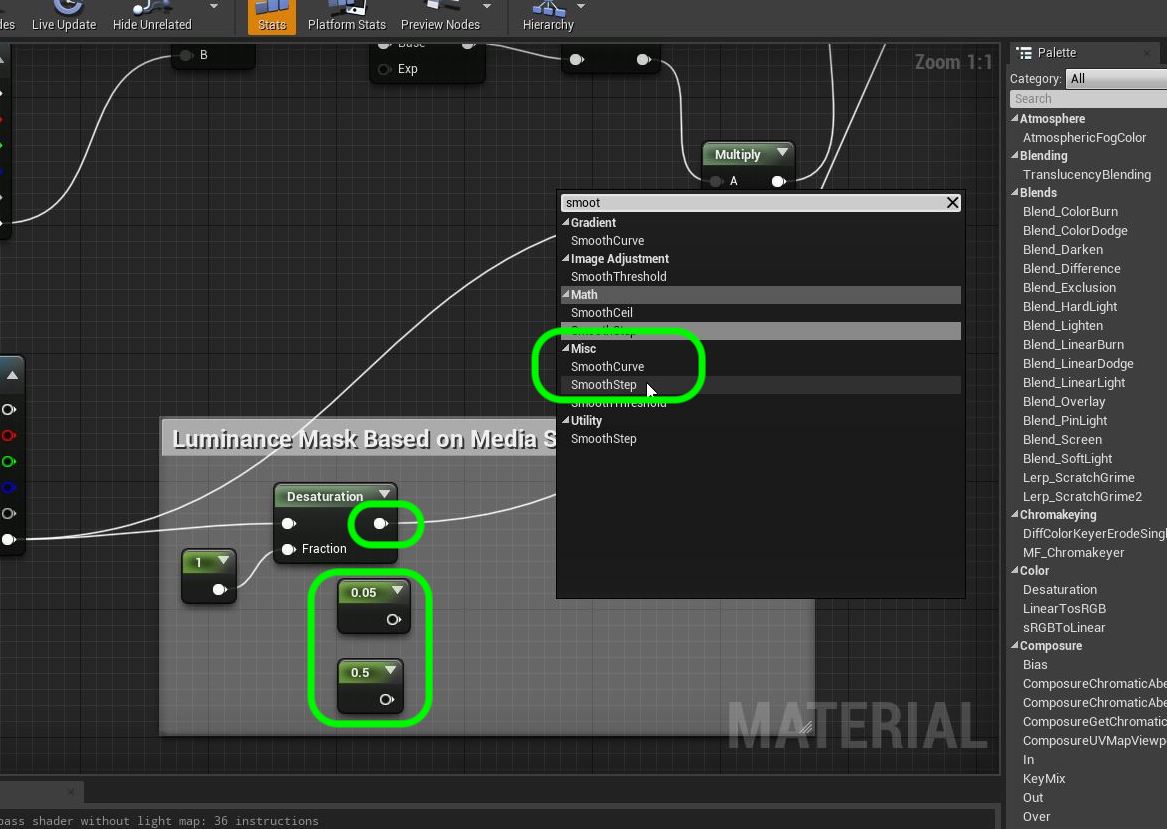 des Live Update Hide Unrelated Stats Platform Stats Preview Nodes Hierarchy
B
Base
Exp
Zoom 1:1
Multiply
A
smoot
Gradient
SmoothCurve
Image Adjustment
SmoothThreshold
Math
SmoothCeil
SmoothStep
Misc
SmoothCurve
SmoothStep
SmoothThreshold
Utility
SmoothStep
Luminance Mask Based on Media S
Desaturation
Fraction
1
0.05
0.5
MATERIAL
pass shader without light map: 36 instructions
Palette
Category: All
Search
Atmosphere
AtmosphericFogColor
Blending
TranslucencyBlending
Blends
Blend_ColorBurn
Blend_ColorDodge
Blend_Darken
Blend_Difference
Blend_Exclusion
Blend_HardLight
Blend_Lighten
Blend_LinearBurn
Blend_LinearDodge
Blend_LinearLight
Blend_Overlay
Blend_PinLight
Blend_Screen
Blend_SoftLight
Lerp_ScratchGrime
Lerp_ScratchGrime2
Chromakeying
DiffColorKeyerErodeSingl
MF_Chromakeyer
Color
Desaturation
LinearTosRGB
sRGBToLinear
Composure
Bias
ComposureChromaticAbe
ComposureChromaticAbe
ComposureGetChromatic
ComposureUVMapViewp
In
KeyMix
Out
Over